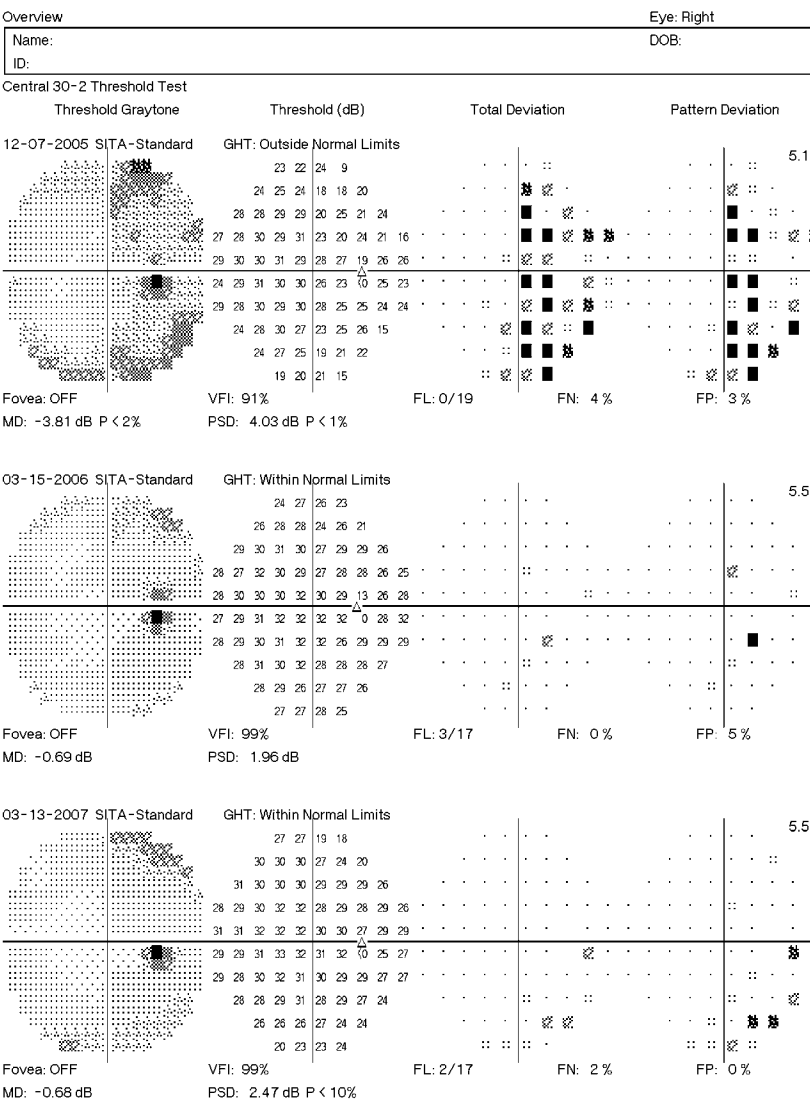 Overview Eye: Right
Name: DOB:
ID:
Central 30-2 Threshold Test
Threshold Graytone Threshold (dB) Total Deviation Pattern Deviation
12-07-2005 SITA-Standard GHT: Outside Normal Limits
5.1
23 22 24 9
24 25 24 18 18 20
28 28 29 29 20 25 21 24
27 28 30 29 31 23 20 24 21 16
29 30 30 31 29 28 27 19 26 26
24 29 31 30 30 26 23 <0 25 23
29 28 30 29 30 28 25 25 24 24
24 28 30 27 23 25 26 15
24 27 25 19 21 22
19 20 21 15
Fovea: OFF VFI: 91% FL: 0/19 FN: 4 % FP: 3 %
MD: -3.81 dB P < 2% PSD: 4.03 dB P < 1%
03-15-2006 SITA-Standard GHT: Within Normal Limits
5.5
24 27 26 23
26 28 28 24 26 21
29 30 31 30 27 29 29 26
28 27 32 30 29 27 28 28 26 25
28 30 30 30 32 30 29 13 26 28
27 29 31 32 32 32 32 0 28 32
28 29 30 31 32 32 26 29 29 29
28 31 30 32 28 28 28 27
28 29 26 27 27 26
27 27 28 25
Fovea: OFF VFI: 99% FL: 3/17 FN: 0 % FP: 5 %
MD: -0.69 dB PSD: 1.96 dB
03-13-2007 SITA-Standard GHT: Within Normal Limits
5.5
27 27 19 18
30 30 30 27 24 20
31 30 30 30 29 29 29 26
28 29 30 32 32 28 29 28 29 26
31 31 32 32 32 30 30 27 29 29
29 29 31 33 32 31 32 <0 25 27
29 28 30 32 31 30 29 29 27 27
28 28 29 31 28 29 27 24
26 26 26 27 24 24
20 23 23 24
Fovea: OFF VFI: 99% FL: 2/17 FN: 2 % FP: 0 %
MD: -0.68 dB PSD: 2.47 dB P < 10%